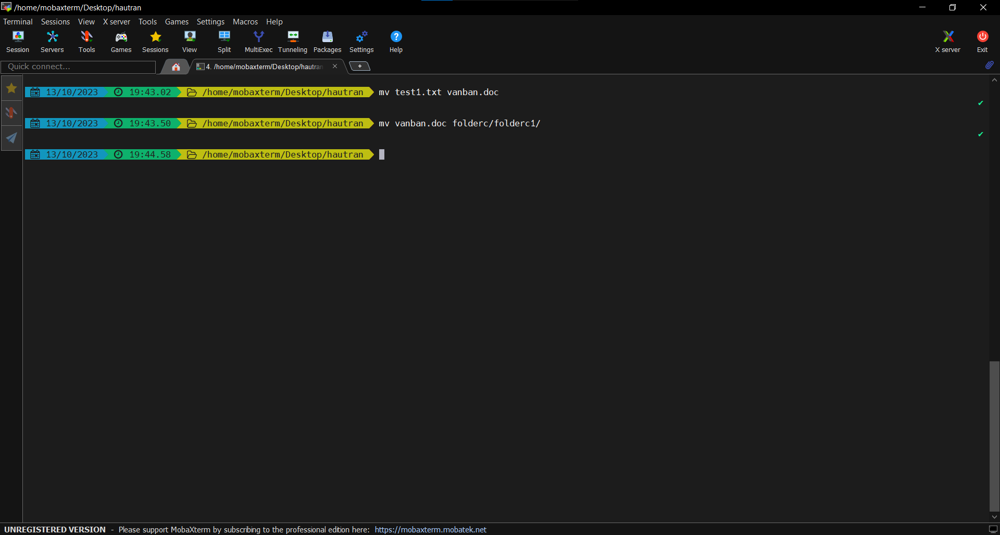 /home/mobaxterm/Desktop/hautran
Terminal Sessions View X server Tools Games Settings Macros Help
Session Servers Tools Games Sessions View Split MultiExec Tunneling Packages Settings Help X server Exit
Quick connect... 4. /home/mobaxterm/Desktop/hautran
13/10/2023 19:43.02 /home/mobaxterm/Desktop/hautran mv test1.txt vanban.doc
13/10/2023 19:43.50 /home/mobaxterm/Desktop/hautran mv vanban.doc folderc/folderc1/
13/10/2023 19:44.58 /home/mobaxterm/Desktop/hautran
UNREGISTERED VERSION - Please support MobaXterm by subscribing to the professional edition here: https://mobaxterm.mobatek.net